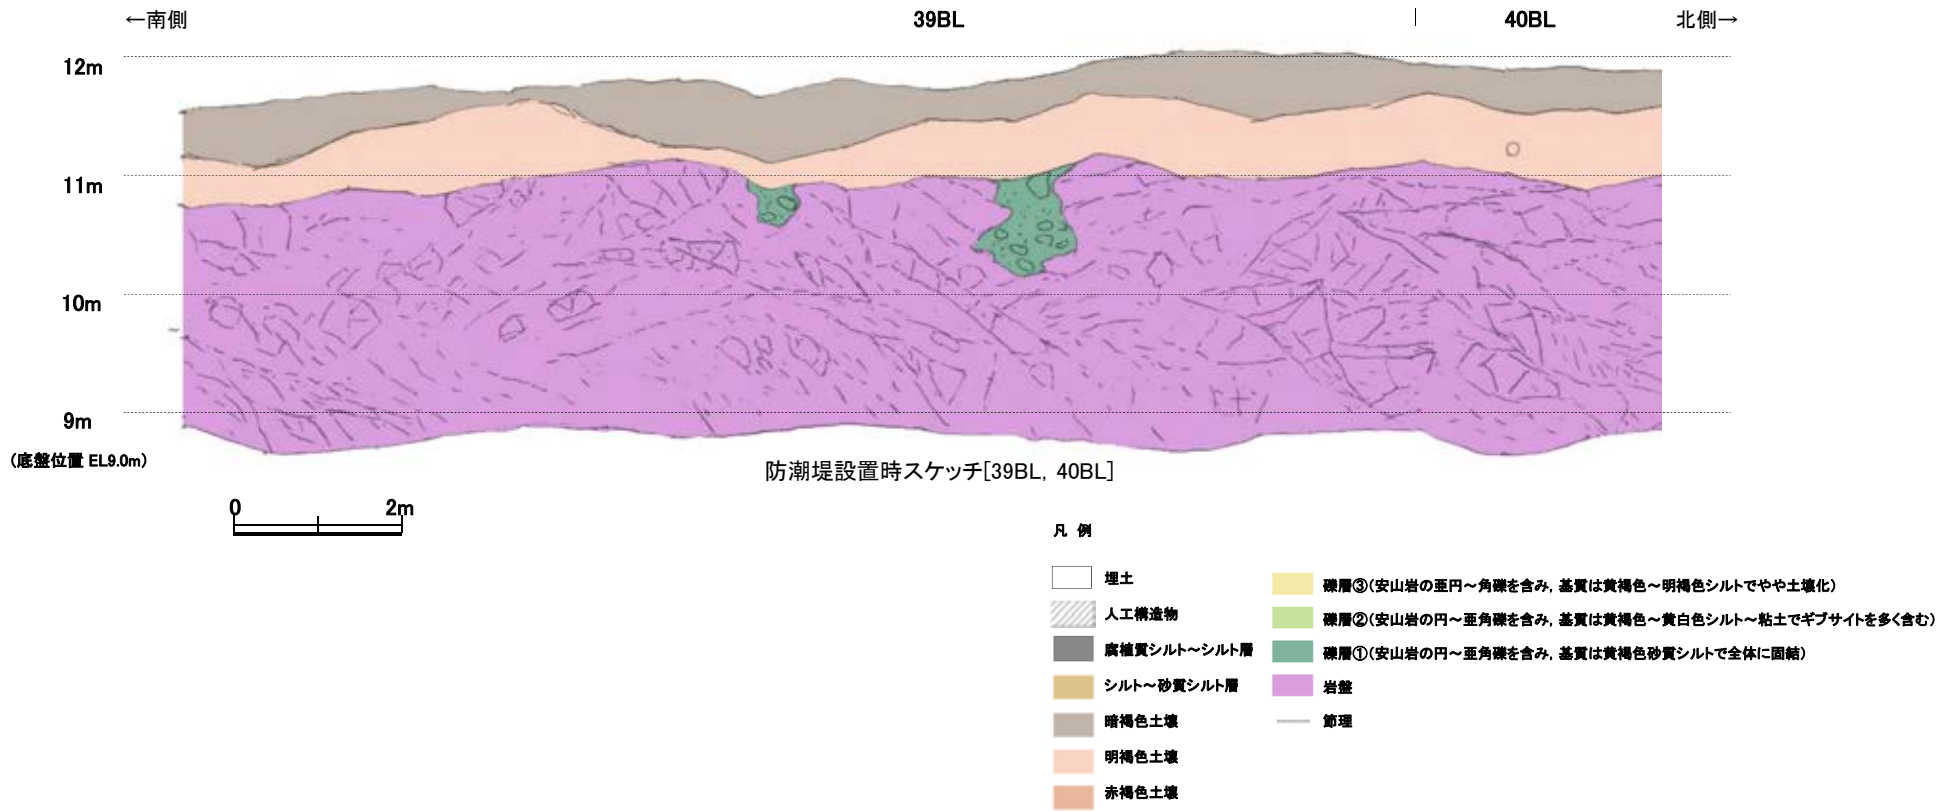 ←南側 39BL 40BL 北側→
12m
11m
10m
9m
(底盤位置 EL9.0m)
防潮堤設置時スケッチ[39BL, 40BL]
0 2m
凡 例
埋土
人工構造物
腐植質シルト～シルト層
シルト～砂質シルト層
暗褐色土壌
明褐色土壌
赤褐色土壌
礫層③(安山岩の亜円～角礫を含み, 基質は黄褐色～明褐色シルトでやや土壌化)
礫層②(安山岩の円～亜角礫を含み, 基質は黄褐色～黄白色シルト～粘土でギブサイトを多く含む)
礫層①(安山岩の円～亜角礫を含み, 基質は黄褐色砂質シルトで全体に固結)
岩盤
節理